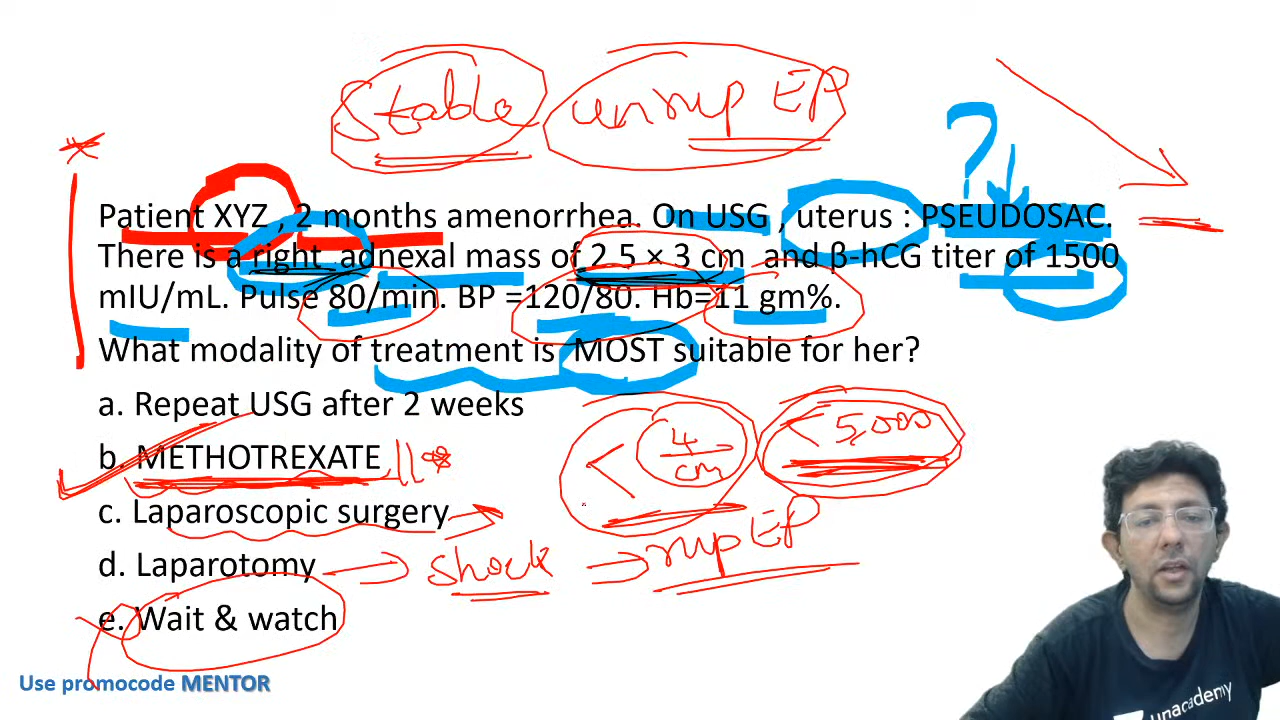 Stable unrup EP
?
Patient XYZ , 2 months amenorrhea. On USG , uterus : PSEUDOSAC.
There is a right adnexal mass of 2.5 × 3 cm and β-hCG titer of 1500
mIU/mL. Pulse 80/min. BP =120/80. Hb=11 gm%.
What modality of treatment is MOST suitable for her?
a. Repeat USG after 2 weeks
b. METHOTREXATE
< 4 cm < 5,000
c. Laparoscopic surgery
d. Laparotomy → shock → rup EP
e. Wait & watch
Use promocode MENTOR
unacademy